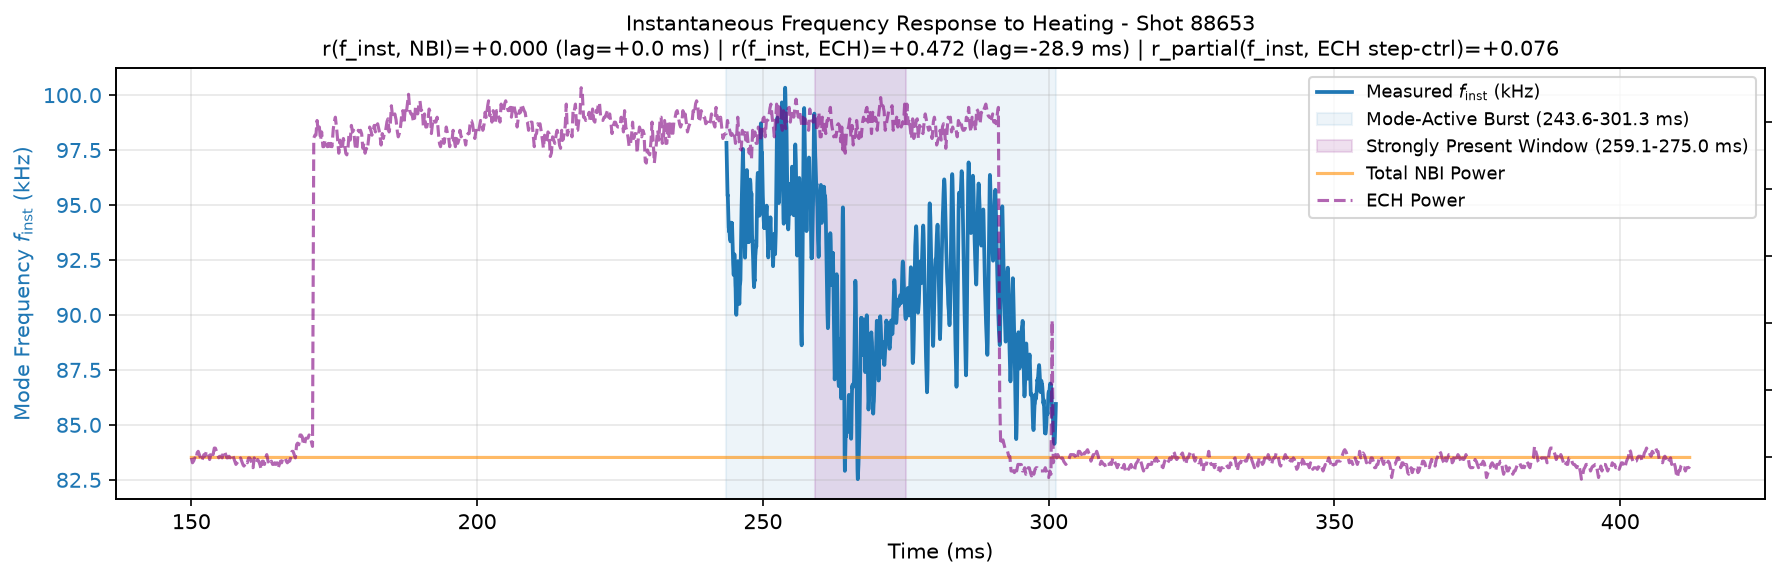 Instantaneous Frequency Response to Heating - Shot 88653
r(f_inst, NBI)=+0.000 (lag=+0.0 ms) | r(f_inst, ECH)=+0.472 (lag=-28.9 ms) | r_partial(f_inst, ECH step-ctrl)=+0.076
Mode Frequency f_inst (kHz)
100.0
97.5
95.0
92.5
90.0
87.5
85.0
82.5
Measured f_inst (kHz)
Mode-Active Burst (243.6-301.3 ms)
Strongly Present Window (259.1-275.0 ms)
Total NBI Power
ECH Power
150
200
250
300
350
400
Time (ms)